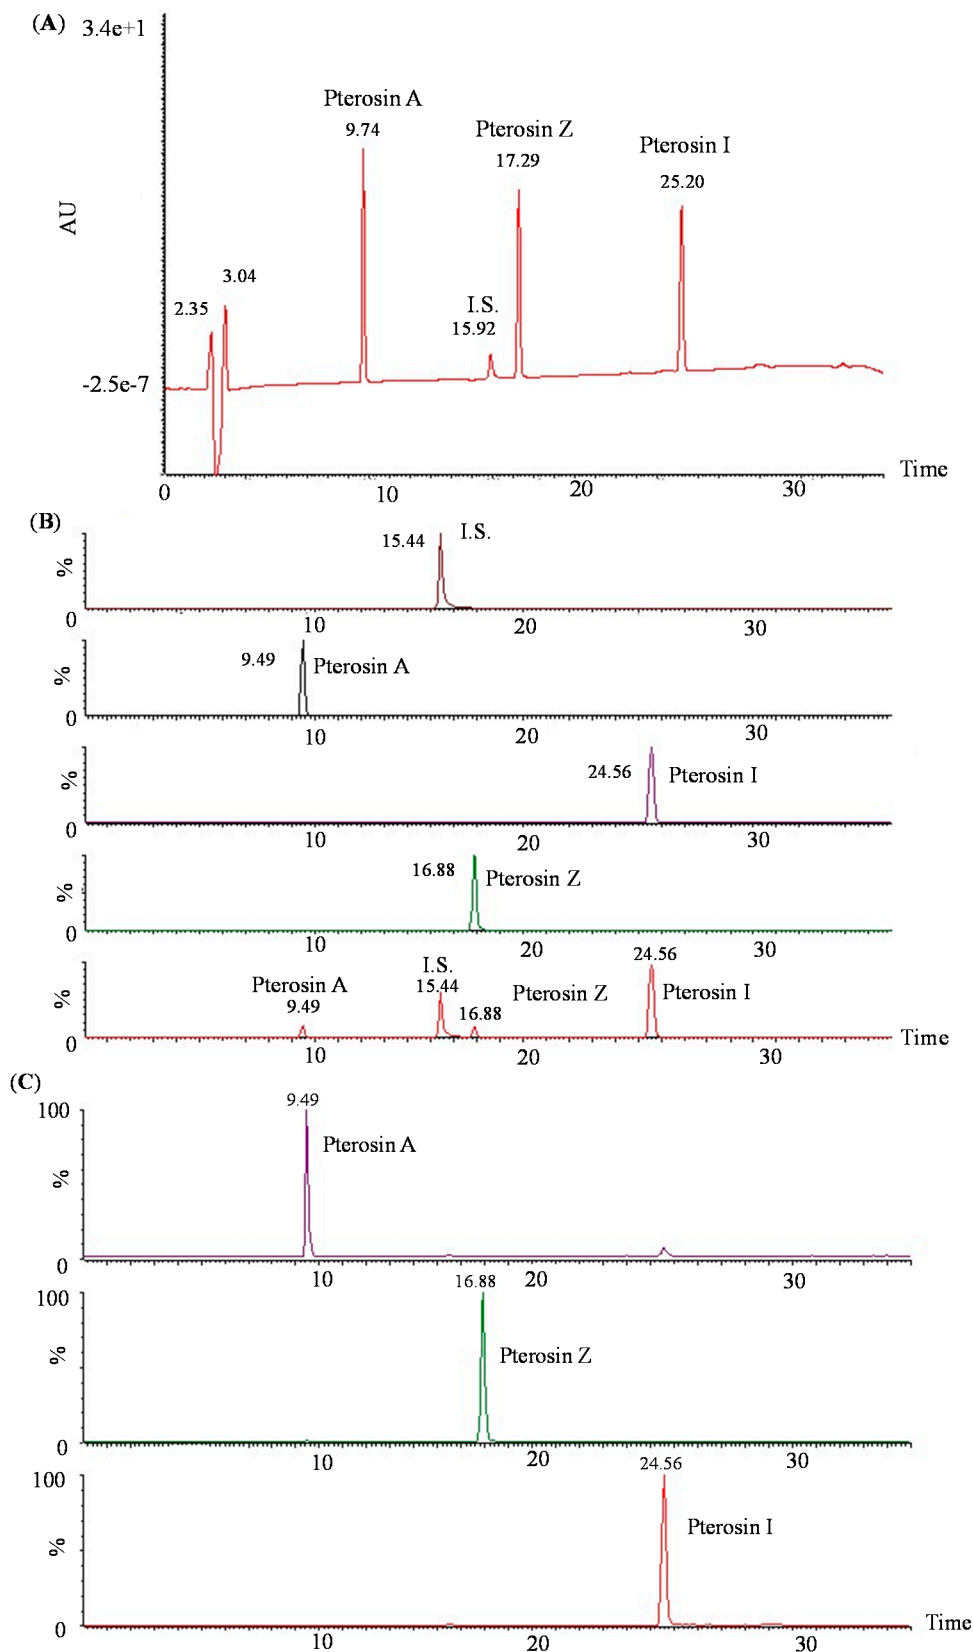 (A)
3.4e+1
Pterosin A
9.74
Pterosin Z
17.29
Pterosin I
25.20
AU
3.04
2.35
I.S.
15.92
-2.5e-7
Time
0 10 20 30
(B)
15.44 I.S.
%
0 10 20 30
9.49 Pterosin A
%
0 10 20 30
24.56 Pterosin I
%
0 10 20 30
16.88 Pterosin Z
%
0 10 20 30
Pterosin A
9.49
I.S.
15.44
16.88
Pterosin Z
24.56
Pterosin I
%
Time
0 10 20 30
(C)
100
9.49
Pterosin A
%
0 10 20 30
100
16.88
Pterosin Z
%
0 10 20 30
100
24.56
Pterosin I
%
Time
0 10 20 30